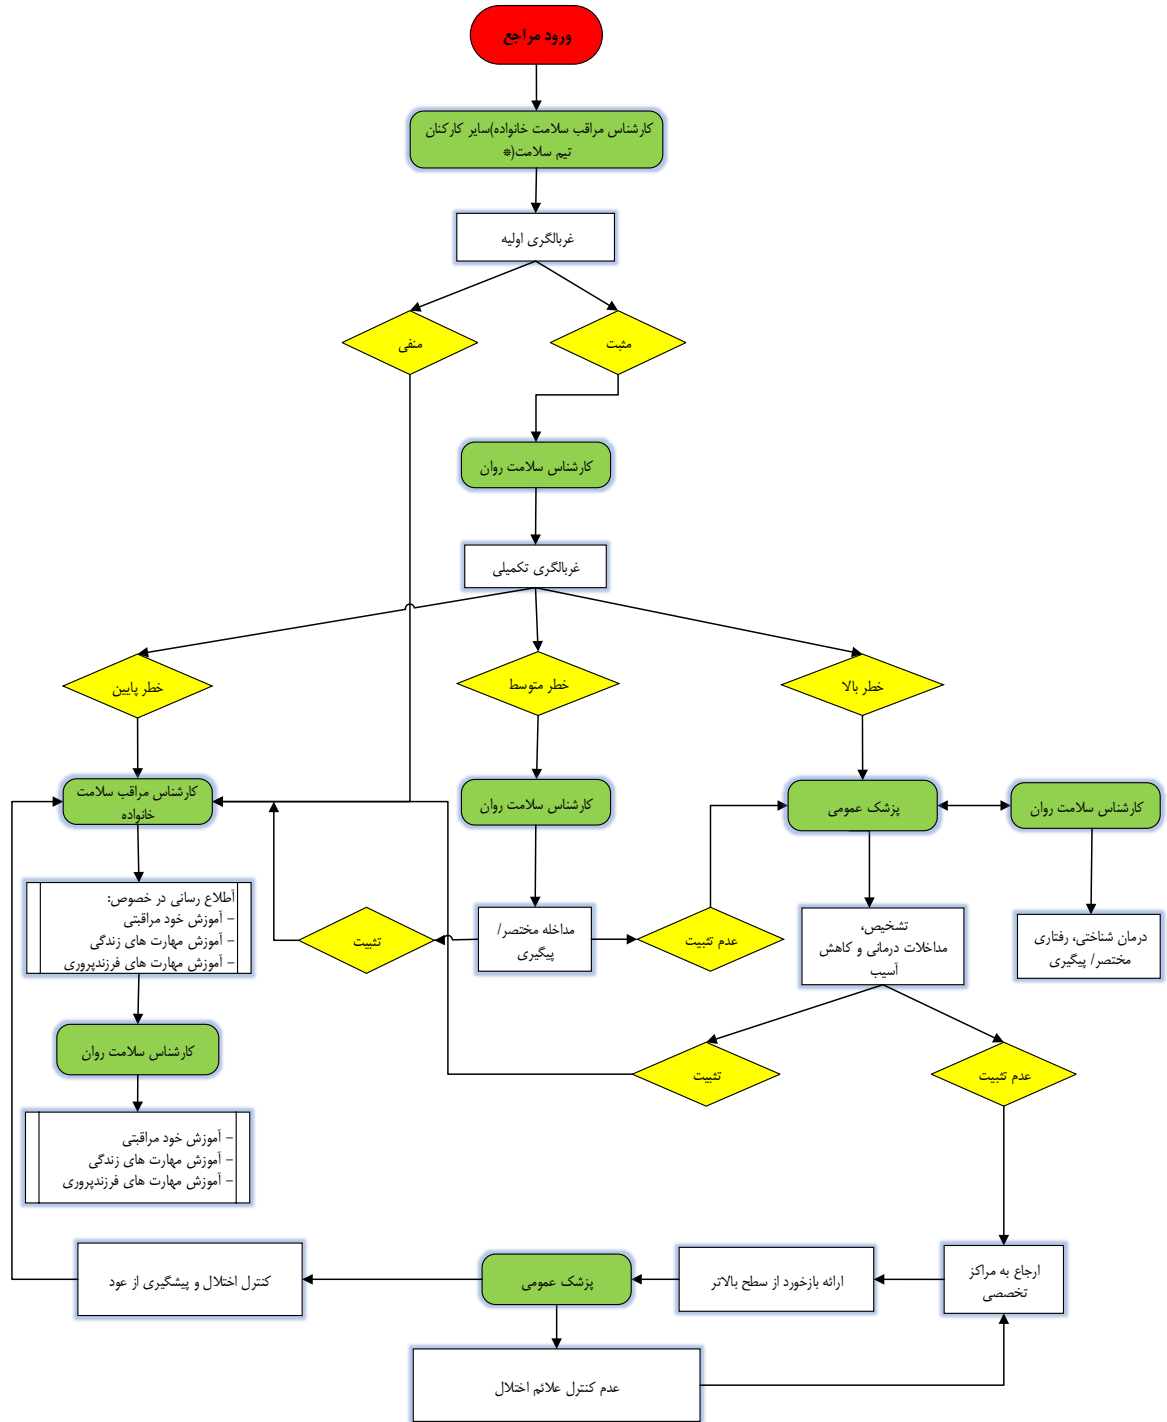 ورود مراجع
کارشناس مراقب سلامت خانواده)سایر کارکنان
تیم سلامت(*
غربالگری اولیه
منفی
مثبت
کارشناس سلامت روان
غربالگری تکمیلی
خطر بالا
خطر متوسط
خطر پایین
کارشناس سلامت روان
پزشک عمومی
کارشناس سلامت روان
کارشناس مراقب سلامت
خانواده
درمان شناختی، رفتاری
مختصر/ پیگیری
تشخیص،
مداخلات درمانی و کاهش
آسیب
عدم تثبیت
مداخله مختصر/
پیگیری
تثبیت
آطلاع رسانی در خصوص:
- آموزش خود مراقبتی
- آموزش مهارت های زندگی
- آموزش مهارت های فرزندپروری
عدم تثبیت
تثبیت
کارشناس سلامت روان
- آموزش خود مراقبتی
- آموزش مهارت های زندگی
- آموزش مهارت های فرزندپروری
ارجاع به مراکز
تخصصی
ارائه بازخورد از سطح بالاتر
پزشک عمومی
کنترل اختلال و پیشگیری از عود
عدم کنترل علائم اختلال